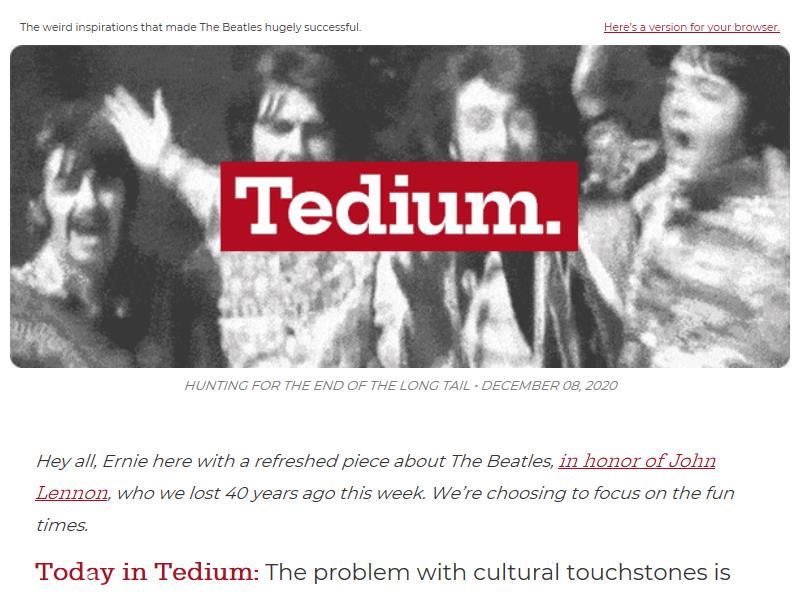 The weird inspirations that made The Beatles hugely successful.
Here's a version for your browser.
Tedium.
HUNTING FOR THE END OF THE LONG TAIL • DECEMBER 08, 2020
Hey all, Ernie here with a refreshed piece about The Beatles, in honor of John
Lennon, who we lost 40 years ago this week. We're choosing to focus on the fun
times.
Today in Tedium: The problem with cultural touchstones is